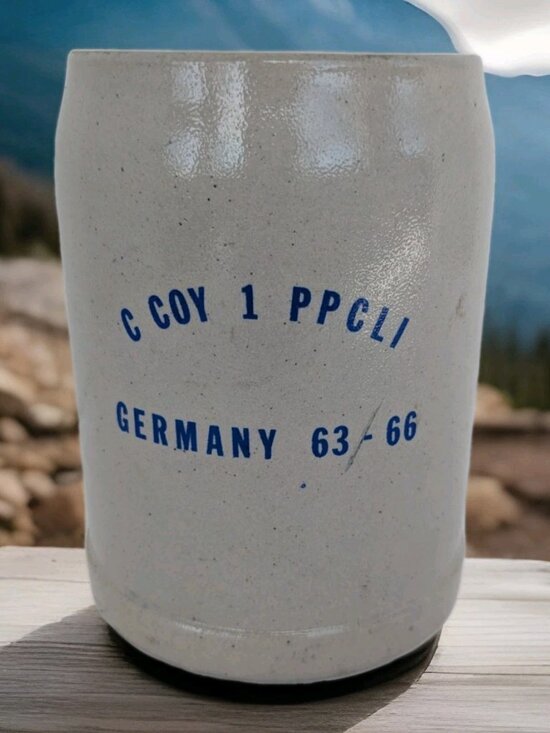 C COY 1 PPCLI
GERMANY 63 - 66